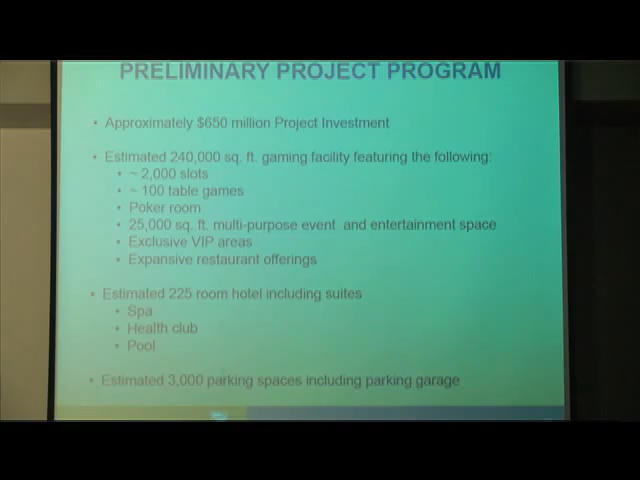 PRELIMINARY PROJECT PROGRAM
• Approximately $650 million Project Investment
• Estimated 240,000 sq. ft. gaming facility featuring the following:
• ~ 2,000 slots
• ~ 100 table games
• Poker room
• 25,000 sq. ft. multi-purpose event and entertainment space
• Exclusive VIP areas
• Expansive restaurant offerings
• Estimated 225 room hotel including suites
• Spa
• Health club
• Pool
• Estimated 3,000 parking spaces including parking garage